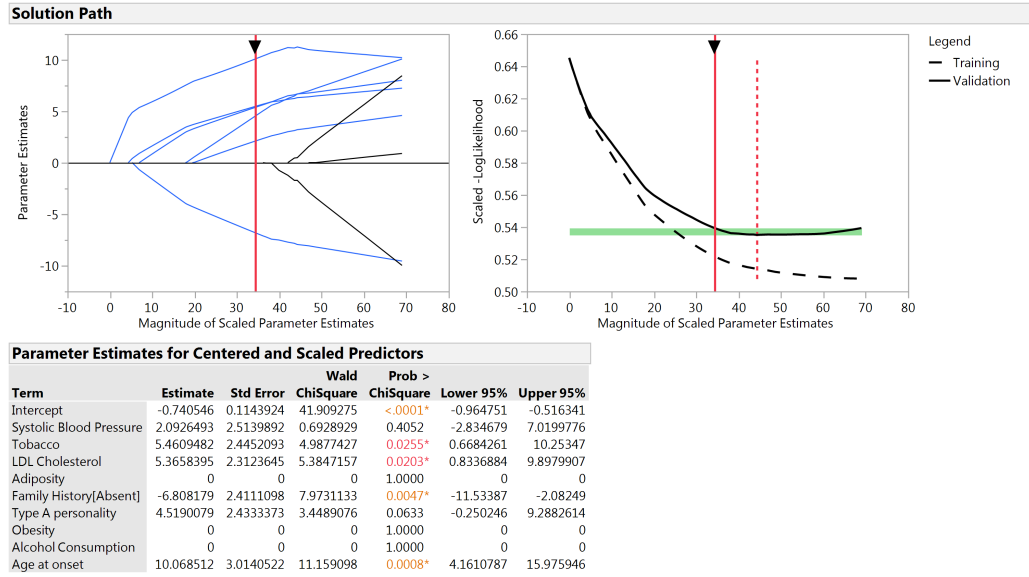 Solution Path
10
5
0
-5
-10
Parameter Estimates
-10 0 10 20 30 40 50 60 70 80
Magnitude of Scaled Parameter Estimates
0.66
0.64
0.62
0.60
0.58
0.56
0.54
0.52
0.50
Scaled -LogLikelihood
-10 0 10 20 30 40 50 60 70 80
Magnitude of Scaled Parameter Estimates
Legend
Training
Validation
Parameter Estimates for Centered and Scaled Predictors
Wald Prob >
Term Estimate Std Error ChiSquare ChiSquare Lower 95% Upper 95%
Intercept -0.740546 0.1143924 41.909275 <.0001* -0.964751 -0.516341
Systolic Blood Pressure 2.0926493 2.5139892 0.6928929 0.4052 -2.834679 7.0199776
Tobacco 5.4609482 2.4452093 4.9877427 0.0255* 0.6684261 10.25347
LDL Cholesterol 5.3658395 2.3123645 5.3847157 0.0203* 0.8336884 9.8979907
Adiposity 0 0 0 1.0000 0 0
Family History[Absent] -6.808179 2.4111098 7.9731133 0.0047* -11.53387 -2.08249
Type A personality 4.5190079 2.4333373 3.4489076 0.0633 -0.250246 9.2882614
Obesity 0 0 0 1.0000 0 0
Alcohol Consumption 0 0 0 1.0000 0 0
Age at onset 10.068512 3.0140522 11.159098 0.0008* 4.1610787 15.975946